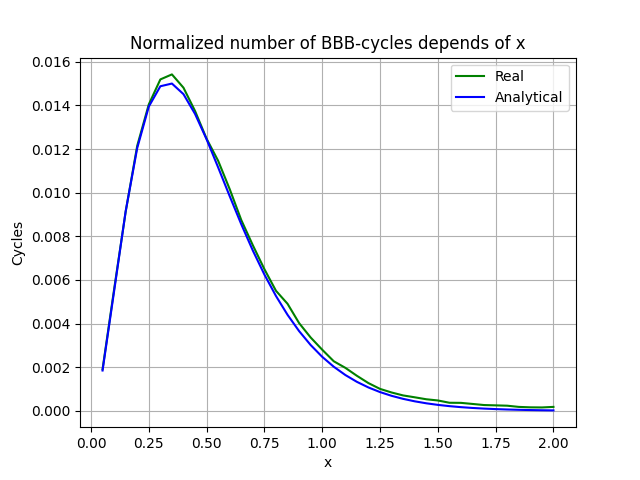 Normalized number of BBB-cycles depends of x
Real
Analytical
Cycles
0.016
0.014
0.012
0.010
0.008
0.006
0.004
0.002
0.000
0.00 0.25 0.50 0.75 1.00 1.25 1.50 1.75 2.00
x